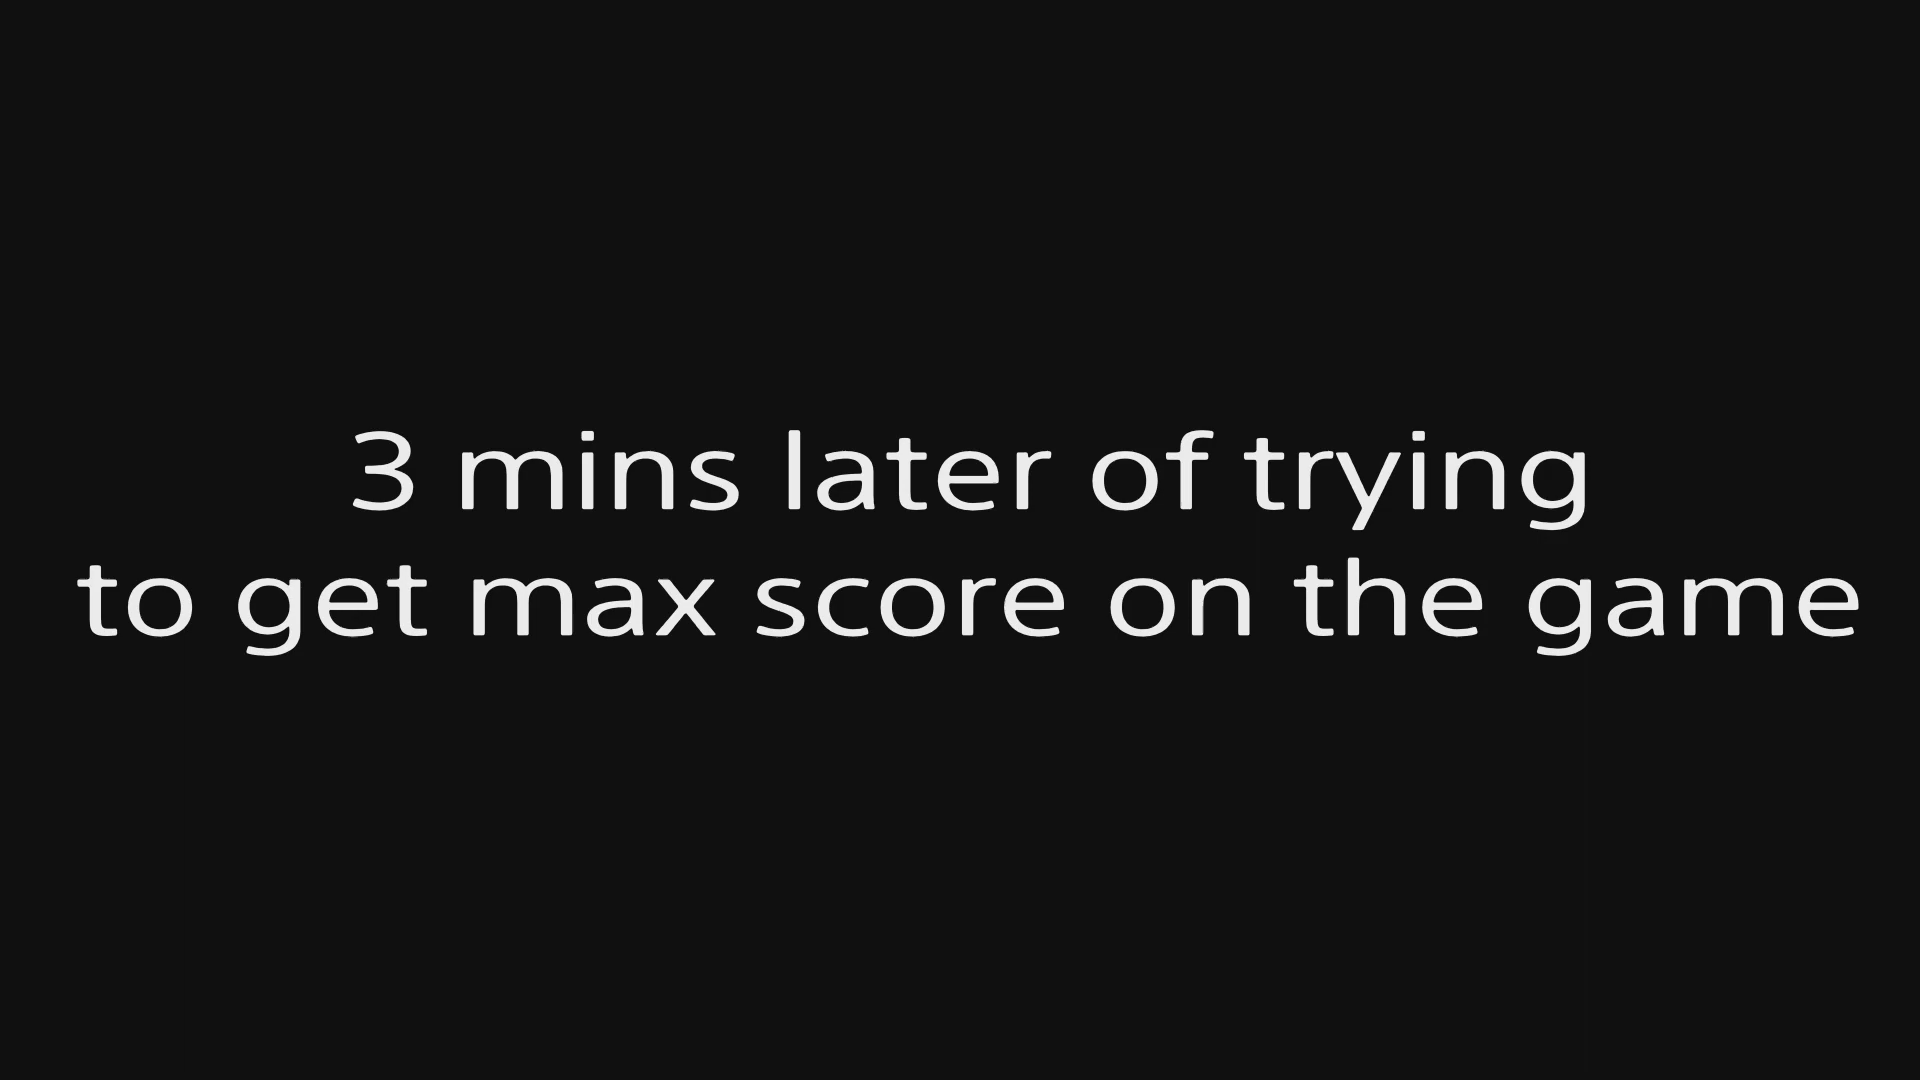 3 mins later of trying
to get max score on the game